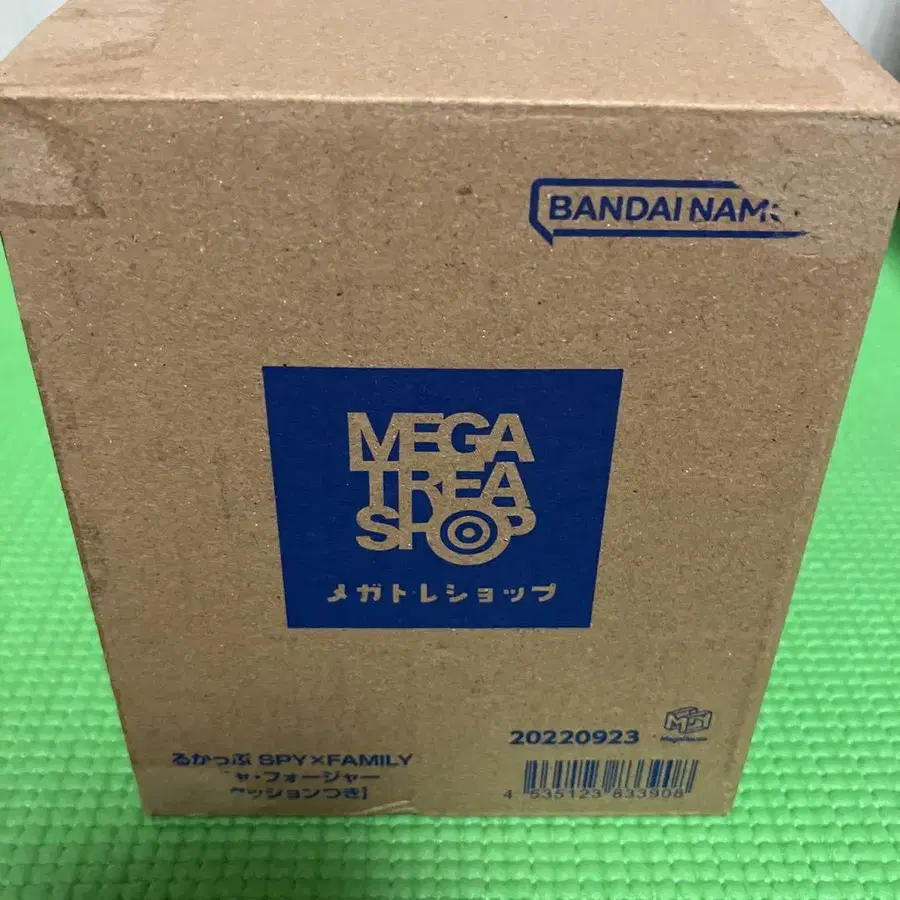 BANDAI NAM
MEGA
TREA
SHOP
メガトレショップ
20220923
MegaHouse
るかっぷ SPY×FAMILY
ャ・フォージャー
ッションつき】
4 535123 833908